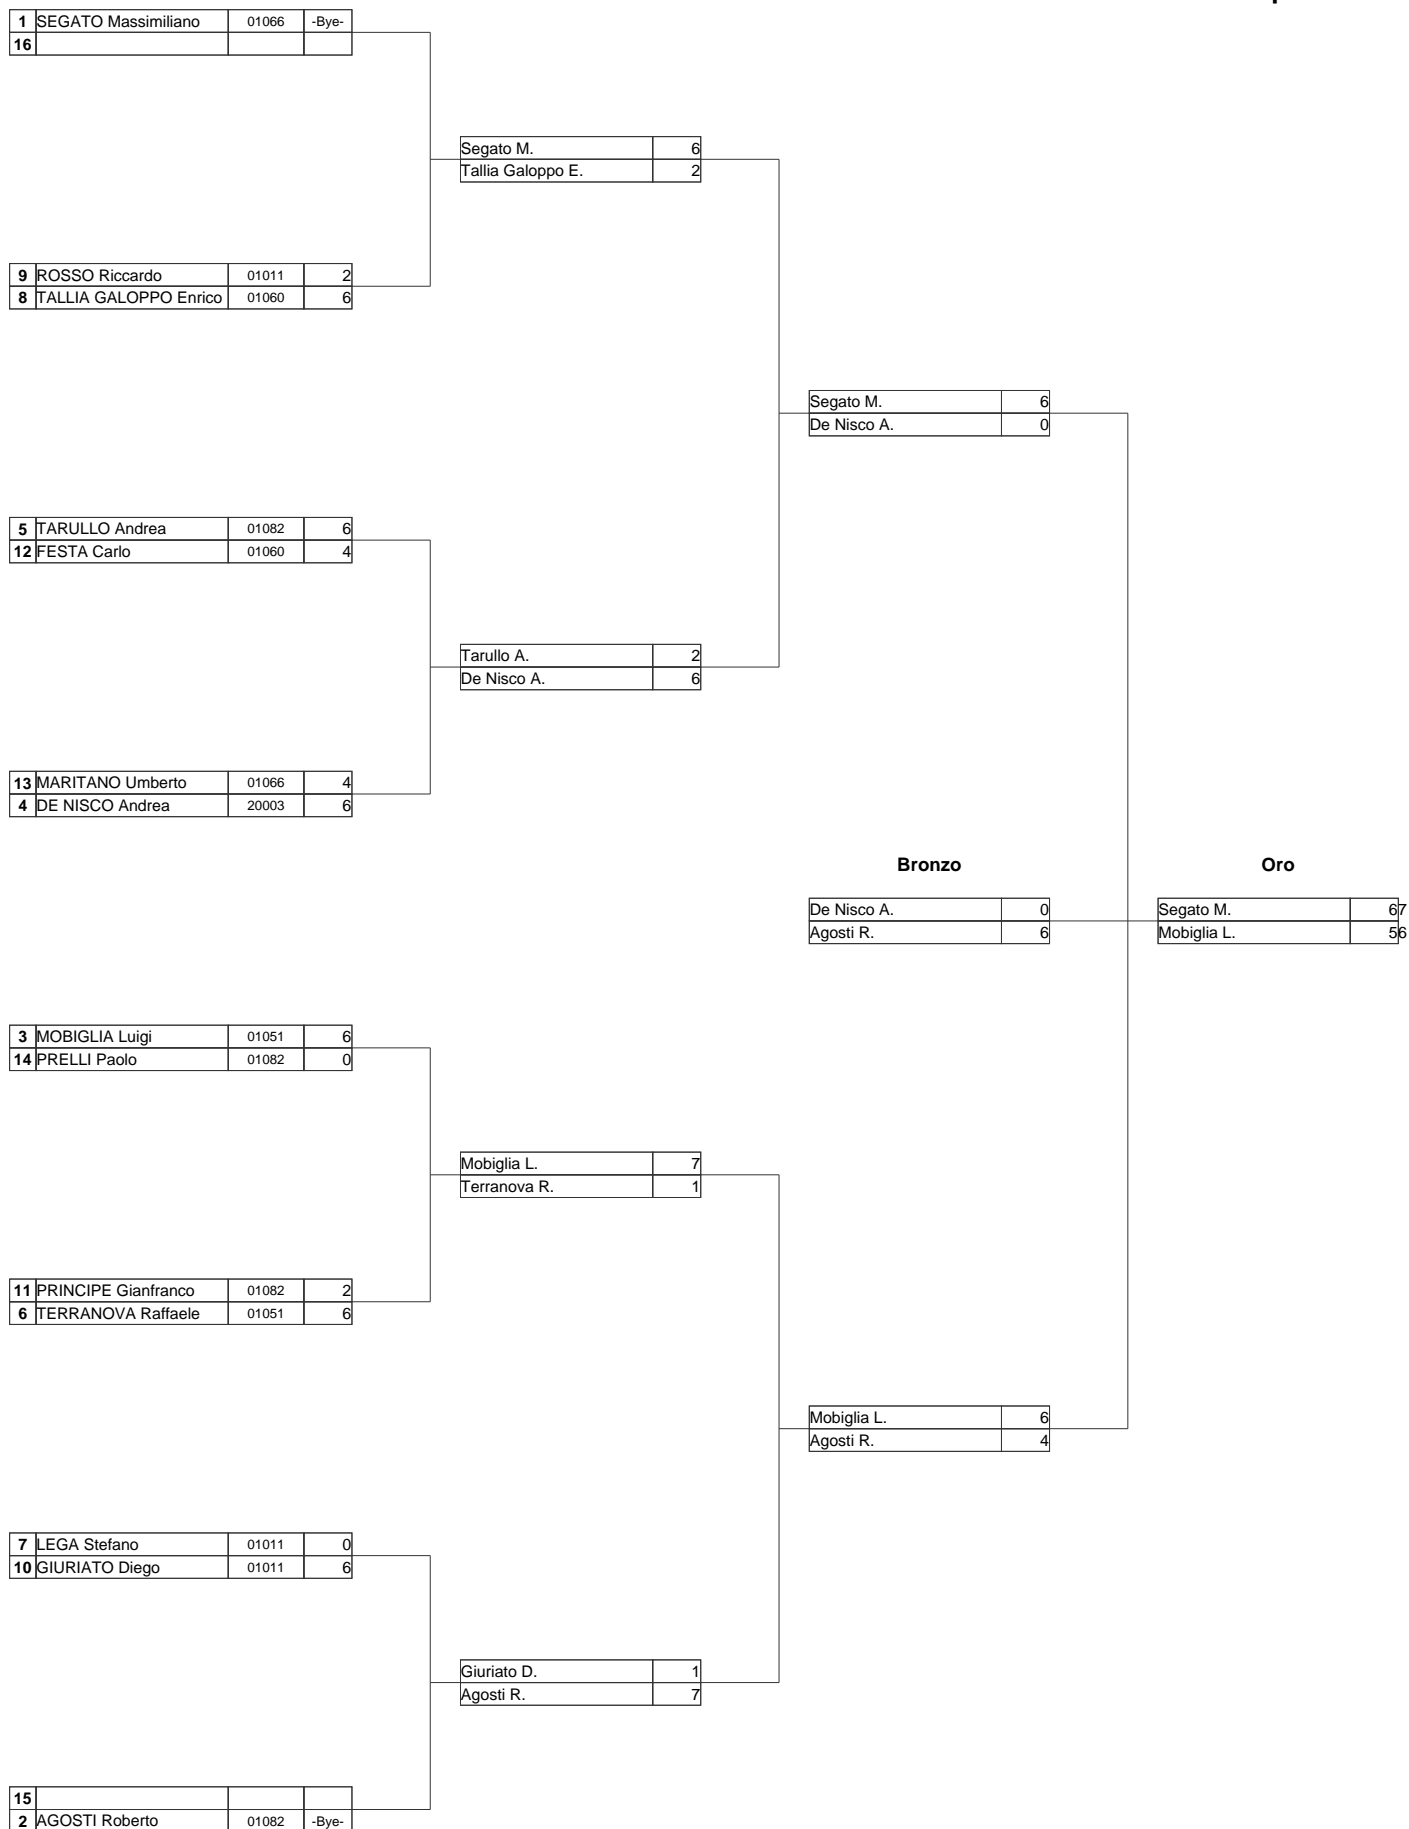 1 SEGATO Massimiliano 01066 -Bye-
16
Segato M. 6
Tallia Galoppo E. 2
9 ROSSO Riccardo 01011 2
8 TALLIA GALOPPO Enrico 01060 6
Segato M. 6
De Nisco A. 0
5 TARULLO Andrea 01082 6
12 FESTA Carlo 01060 4
Tarullo A. 2
De Nisco A. 6
13 MARITANO Umberto 01066 4
4 DE NISCO Andrea 20003 6
Bronzo Oro
De Nisco A. 0 Segato M. 67
Agosti R. 6 Mobiglia L. 56
3 MOBIGLIA Luigi 01051 6
14 PRELLI Paolo 01082 0
Mobiglia L. 7
Terranova R. 1
11 PRINCIPE Gianfranco 01082 2
6 TERRANOVA Raffaele 01051 6
Mobiglia L. 6
Agosti R. 4
7 LEGA Stefano 01011 0
10 GIURIATO Diego 01011 6
Giuriato D. 1
Agosti R. 7
15
2 AGOSTI Roberto 01082 -Bye-